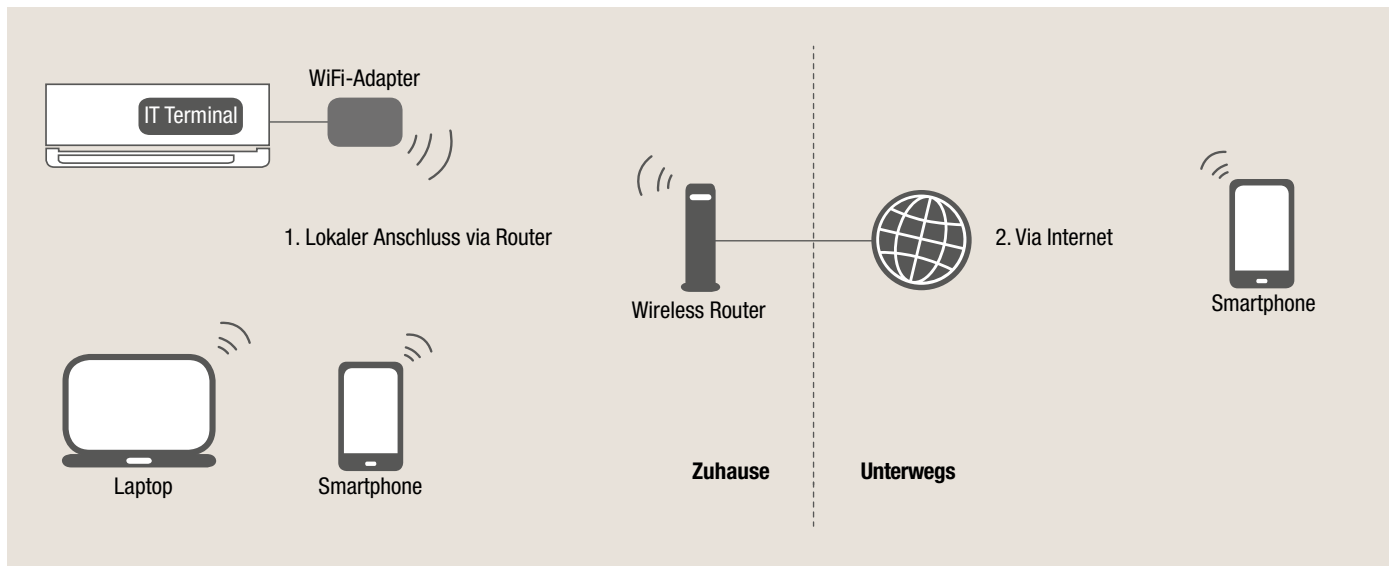 WiFi-Adapter
IT Terminal
1. Lokaler Anschluss via Router
2. Via Internet
Wireless Router
Smartphone
Zuhause
Unterwegs
Laptop
Smartphone